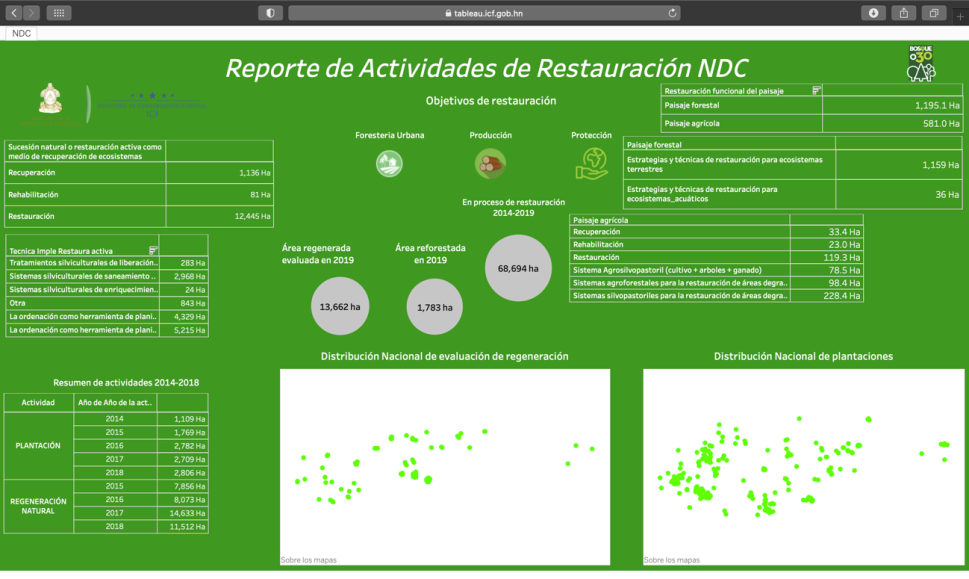 tableau.icf.gob.hn
NDC
Reporte de Actividades de Restauración NDC
BOSQUE
030
Objetivos de restauración
Foresteria Urbana
Producción
Protección
En proceso de restauración
2014-2019
68,694 ha
Área regenerada
evaluada en 2019
13,662 ha
Área reforestada
en 2019
1,783 ha
Restauración funcional del paisaje
Paisaje forestal 1,195.1 Ha
Paisaje agrícola 581.0 Ha
Sucesión natural o restauración activa como
medio de recuperación de ecosistemas
Recuperación 1,136 Ha
Rehabilitación 81 Ha
Restauración 12,445 Ha
Paisaje forestal
Estrategias y técnicas de restauración para ecosistemas
terrestres 1,159 Ha
Estrategias y técnicas de restauración para
ecosistemas_acuáticos 36 Ha
Paisaje agrícola
Recuperación 33.4 Ha
Rehabilitación 23.0 Ha
Restauración 119.3 Ha
Sistema Agrosilvopastoril (cultivo + arboles + ganado) 78.5 Ha
Sistemas agroforestales para la restauración de áreas degra.. 98.4 Ha
Sistemas silvopastoriles para la restauración de áreas degra.. 228.4 Ha
Tecnica Imple Restaura activa
Tratamientos silviculturales de liberación.. 283 Ha
Sistemas silviculturales de saneamiento .. 2,968 Ha
Sistemas silviculturales de enriquecimien.. 24 Ha
Otra 843 Ha
La ordenación como herramienta de plani.. 4,329 Ha
La ordenación como herramienta de plani.. 5,215 Ha
Resumen de actividades 2014-2018
Actividad Año de Año de la act..
PLANTACIÓN
2014 1,109 Ha
2015 1,769 Ha
2016 2,782 Ha
2017 2,709 Ha
2018 2,806 Ha
REGENERACIÓN
NATURAL
2015 7,856 Ha
2016 8,073 Ha
2017 14,633 Ha
2018 11,512 Ha
Distribución Nacional de evaluación de regeneración
Sobre los mapas
Distribución Nacional de plantaciones
Sobre los mapas